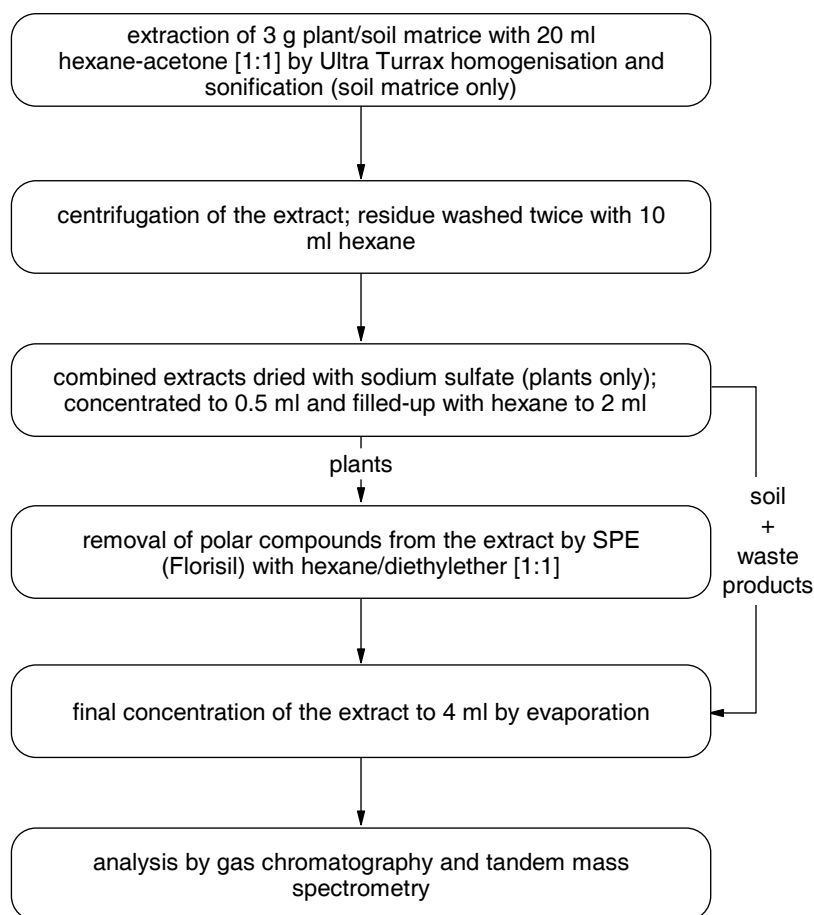 extraction of 3 g plant/soil matrice with 20 ml
hexane-acetone [1:1] by Ultra Turrax homogenisation and
sonification (soil matrice only)
centrifugation of the extract; residue washed twice with 10
ml hexane
combined extracts dried with sodium sulfate (plants only);
concentrated to 0.5 ml and filled-up with hexane to 2 ml
plants
soil
+
waste
products
removal of polar compounds from the extract by SPE
(Florisil) with hexane/diethylether [1:1]
final concentration of the extract to 4 ml by evaporation
analysis by gas chromatography and tandem mass
spectrometry